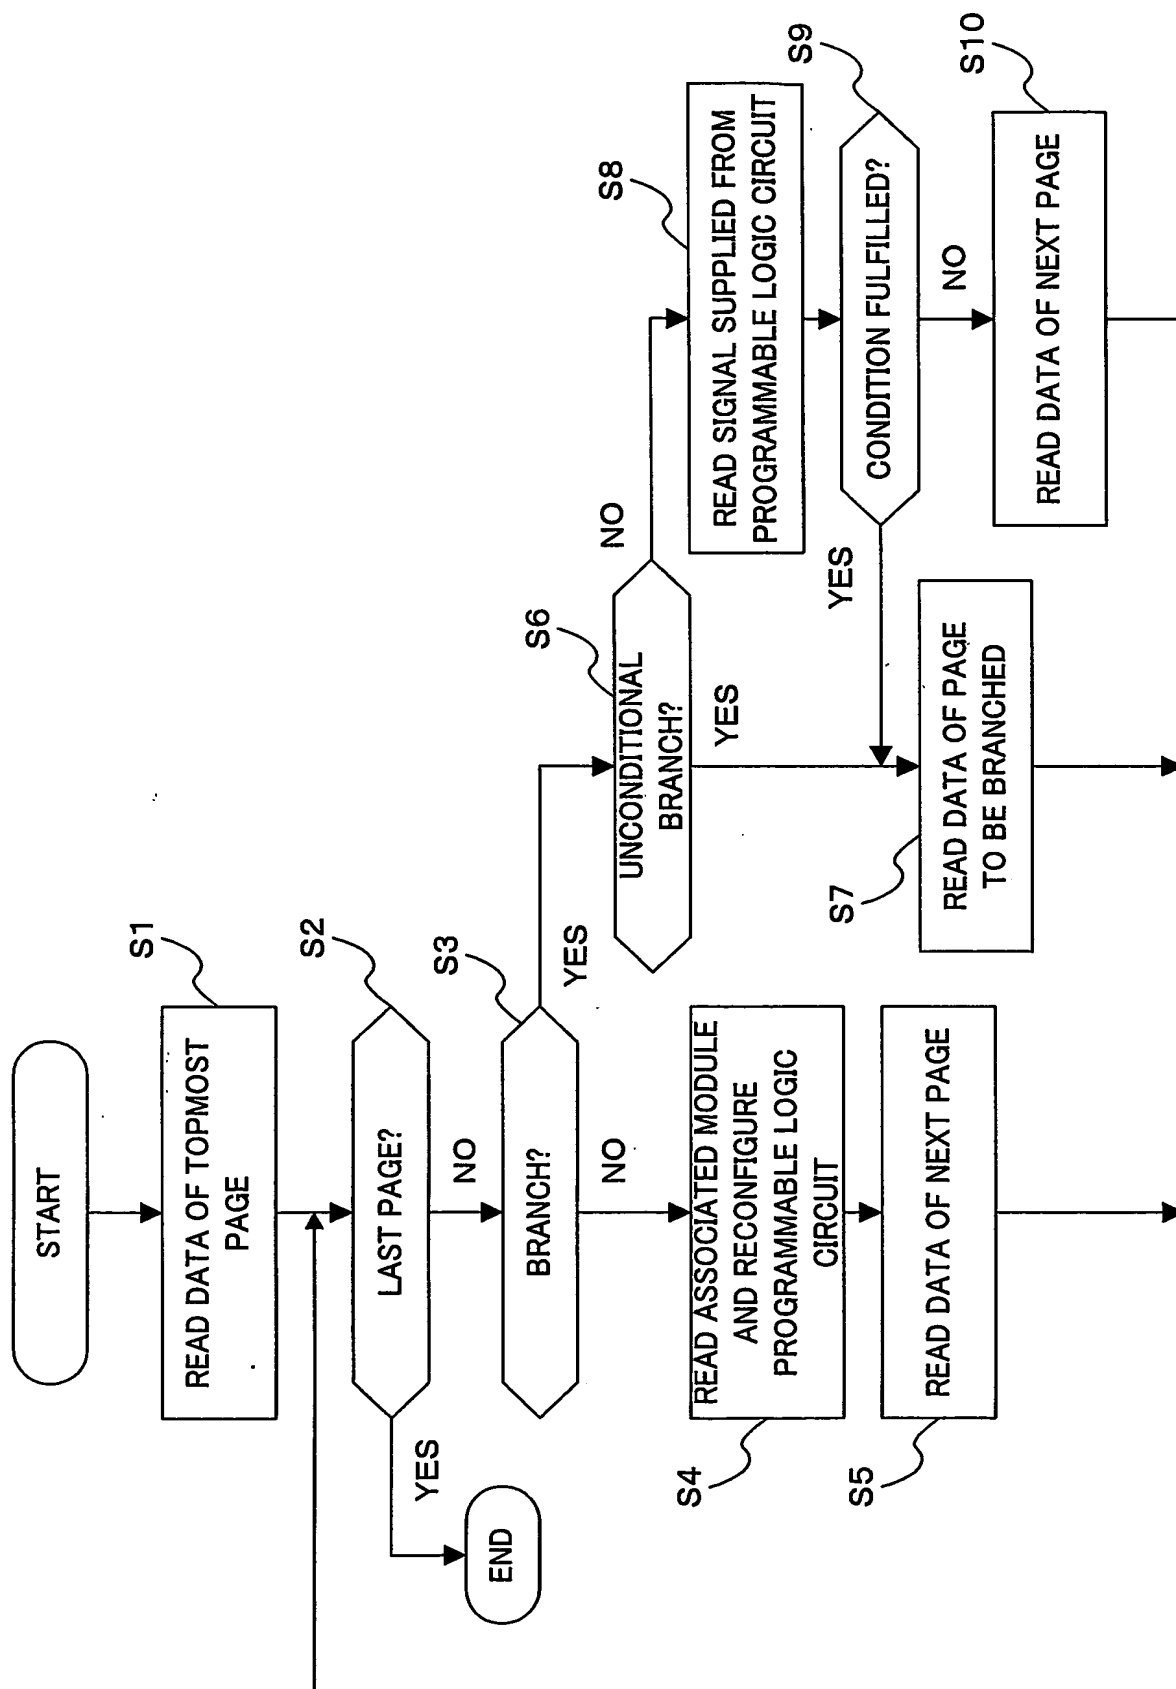 START
S1
READ DATA OF TOPMOST
PAGE
S2
LAST PAGE?
YES
NO
END
S3
BRANCH?
YES
NO
S4
READ ASSOCIATED MODULE
AND RECONFIGURE
PROGRAMMABLE LOGIC
CIRCUIT
S5
READ DATA OF NEXT PAGE
S6
UNCONDITIONAL
BRANCH?
NO
YES
S7
READ DATA OF PAGE
TO BE BRANCHED
S8
READ SIGNAL SUPPLIED FROM
PROGRAMMABLE LOGIC CIRCUIT
S9
CONDITION FULFILLED?
YES
NO
S10
READ DATA OF NEXT PAGE